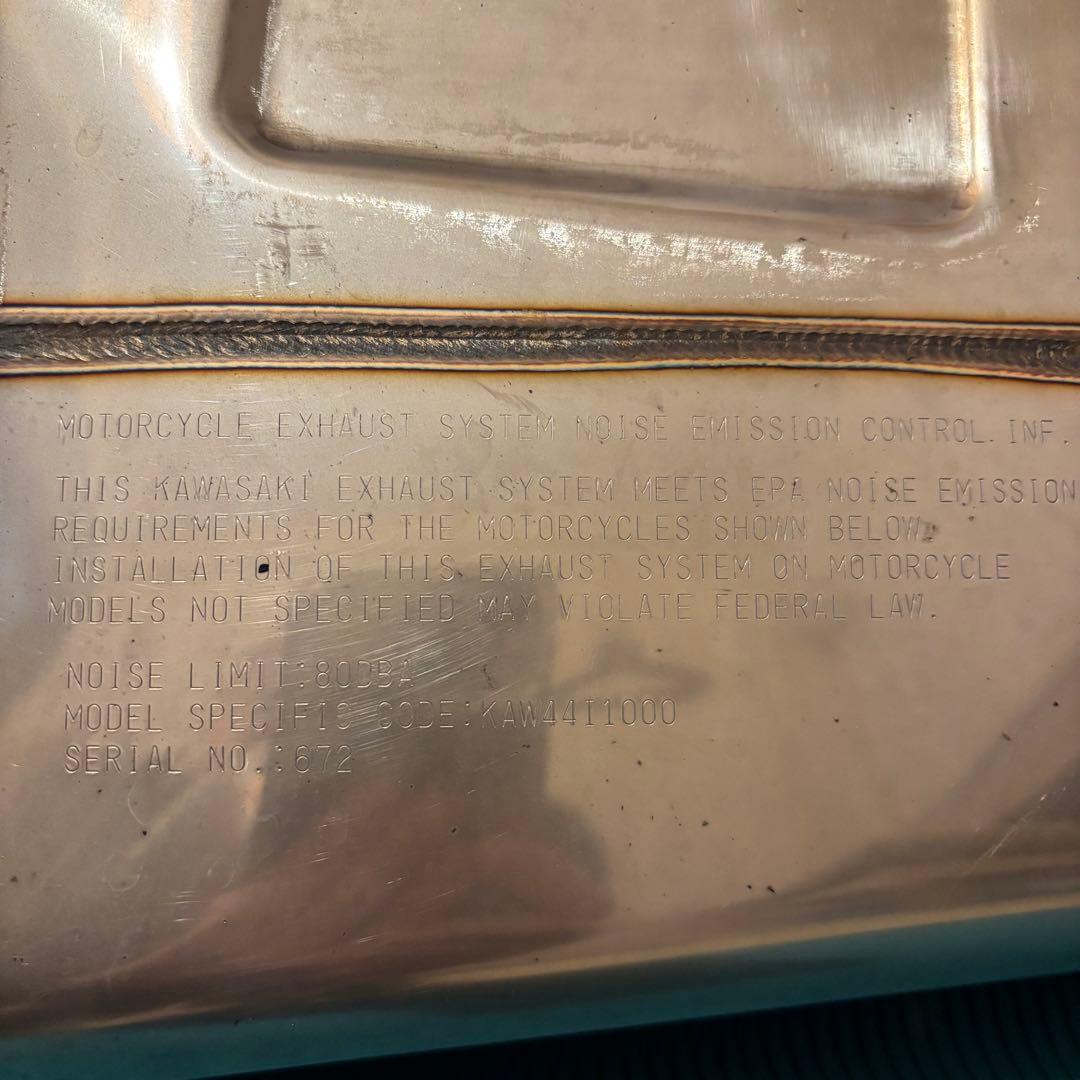 MOTORCYCLE EXHAUST SYSTEM NOISE EMISSION CONTROL INF.
THIS KAWASAKI EXHAUST SYSTEM MEETS EPA NOISE EMISSION
REQUIREMENTS FOR THE MOTORCYCLES SHOWN BELOW.
INSTALLATION OF THIS EXHAUST SYSTEM ON MOTORCYCLE
MODELS NOT SPECIFIED MAY VIOLATE FEDERAL LAW.
NOISE LIMIT:80DBA
MODEL SPECIFIC CODE:KAW44I1000
SERIAL NO.:672